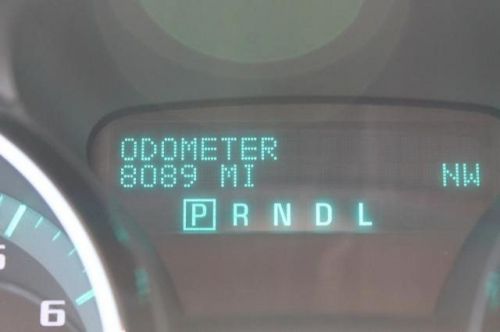 ODOMETER
8089 MI NW
P R N D L
6